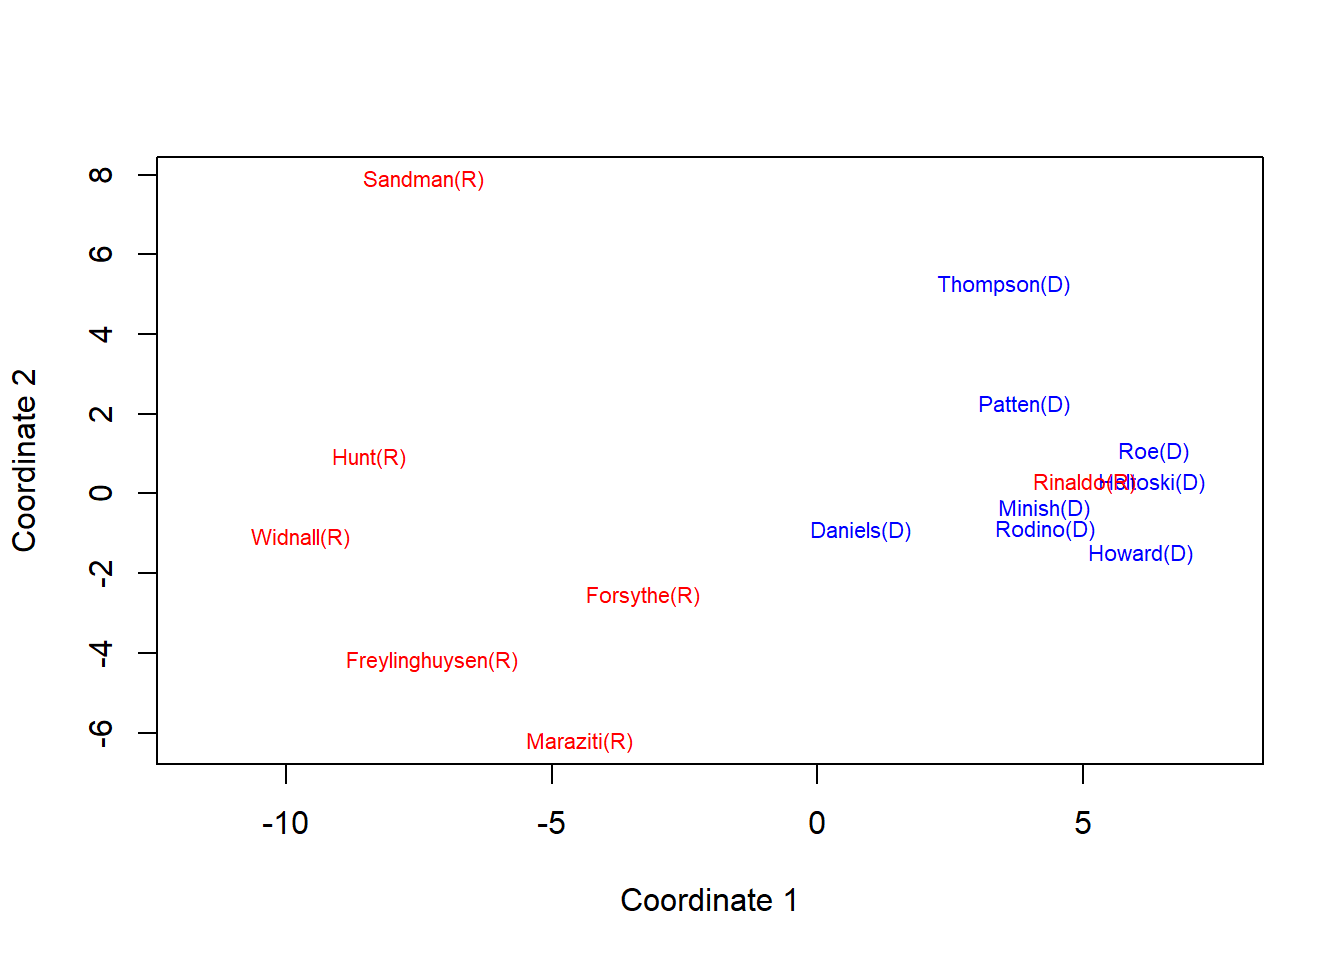 8
Sandman(R)
6
Thompson(D)
4
Patten(D)
2
Roe(D)
Hunt(R)
Rinaldo(R)
0
Minish(D)
Daniels(D)
Rodino(D)
Widnall(R)
Howard(D)
-2
Forsythe(R)
-4
Freylinghuysen(R)
-6
Maraziti(R)
Coordinate 2
-10 -5 0 5
Coordinate 1